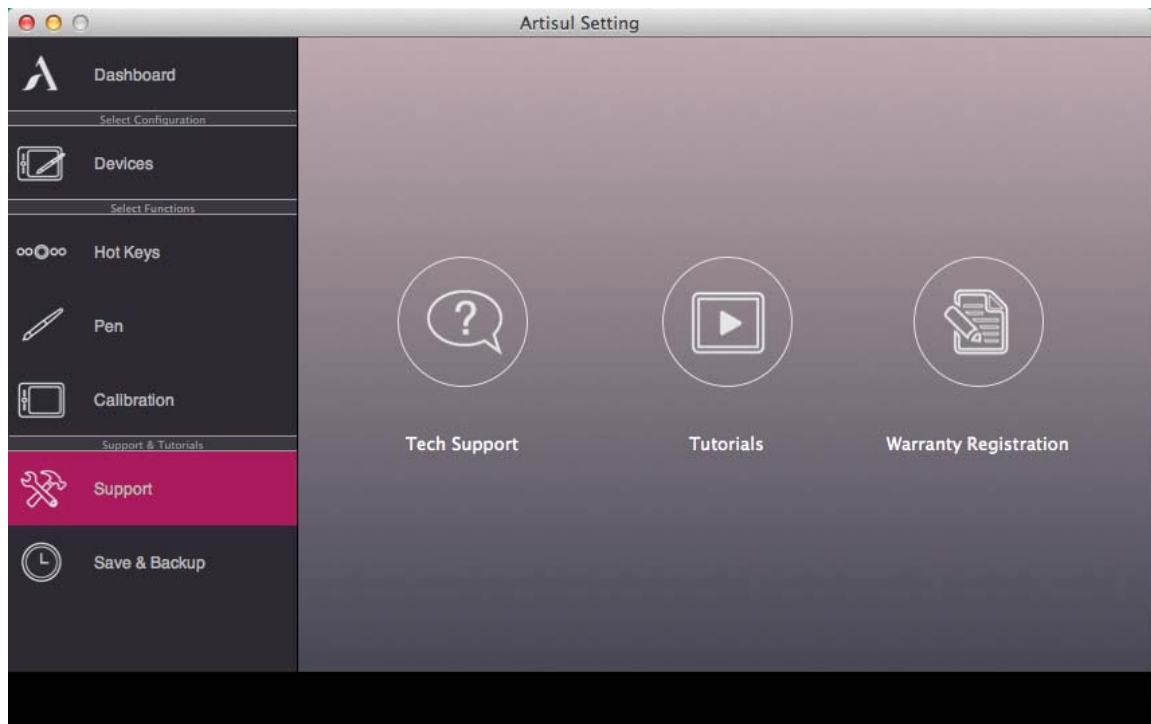 Artisul Setting
Dashboard
Select Configuration
Devices
Select Functions
Hot Keys
Pen
Calibration
Support & Tutorials
Support
Save & Backup
Tech Support
Tutorials
Warranty Registration